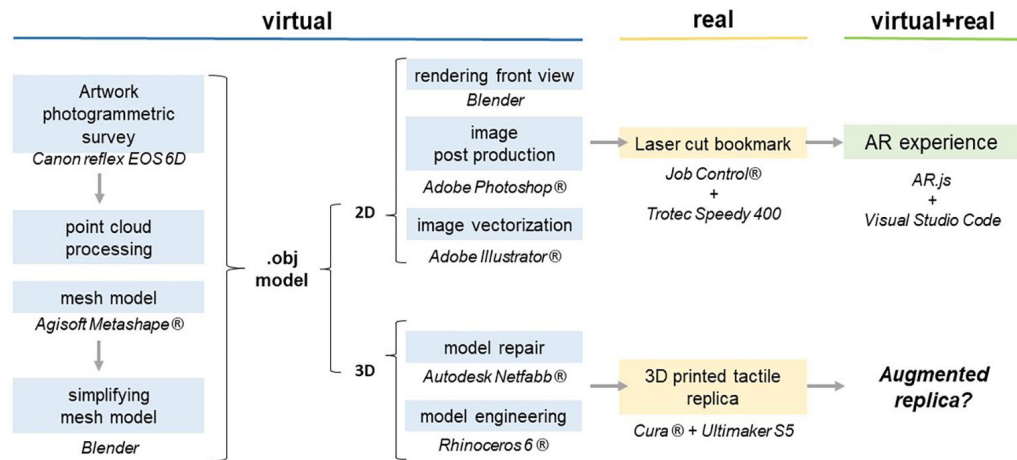 virtual
real
virtual+real
Artwork
photogrammetric
survey
Canon reflex EOS 6D
point cloud
processing
mesh model
Agisoft Metashape ®
simplifying
mesh model
Blender
.obj
model
2D
rendering front view
Blender
image
post production
Adobe Photoshop ®
image vectorization
Adobe Illustrator ®
3D
model repair
Autodesk Netfabb ®
model engineering
Rhinoceros 6 ®
Laser cut bookmark
Job Control®
+
Trotec Speedy 400
AR experience
AR.js
+
Visual Studio Code
3D printed tactile
replica
Cura ® + Ultimaker S5
Augmented
replica?